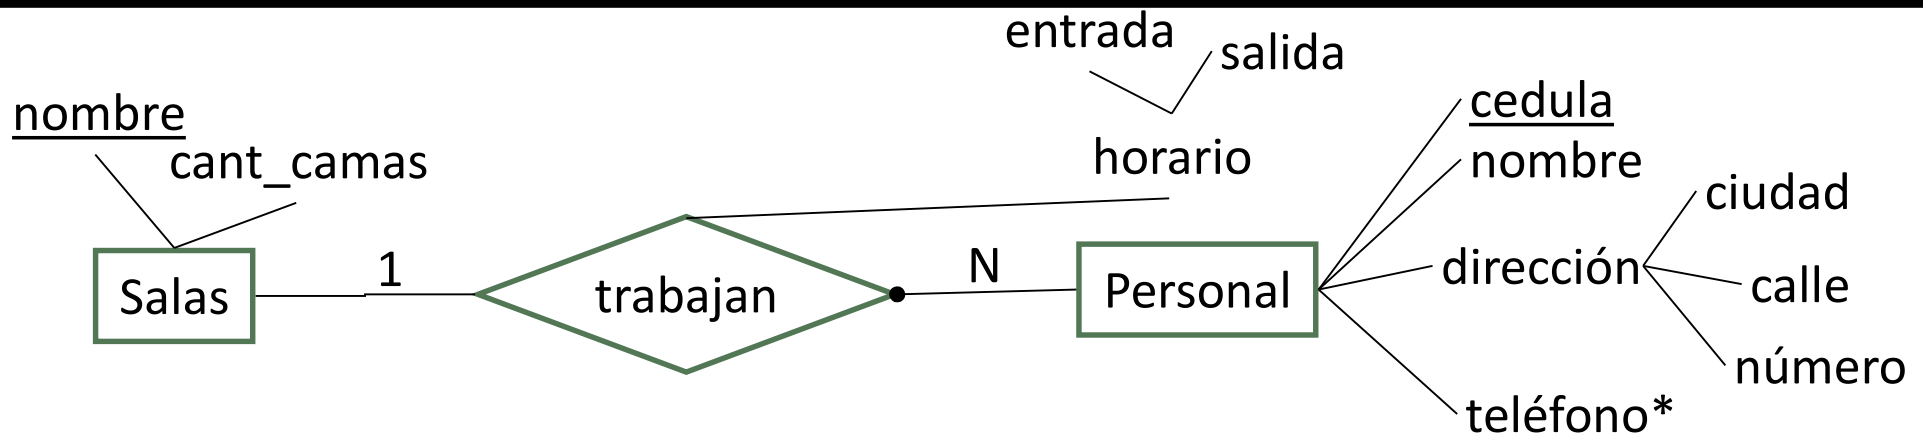 entrada
salida
nombre
cant_camas
horario
cedula
nombre
ciudad
dirección
calle
número
teléfono*
Salas
1
trabajan
N
Personal